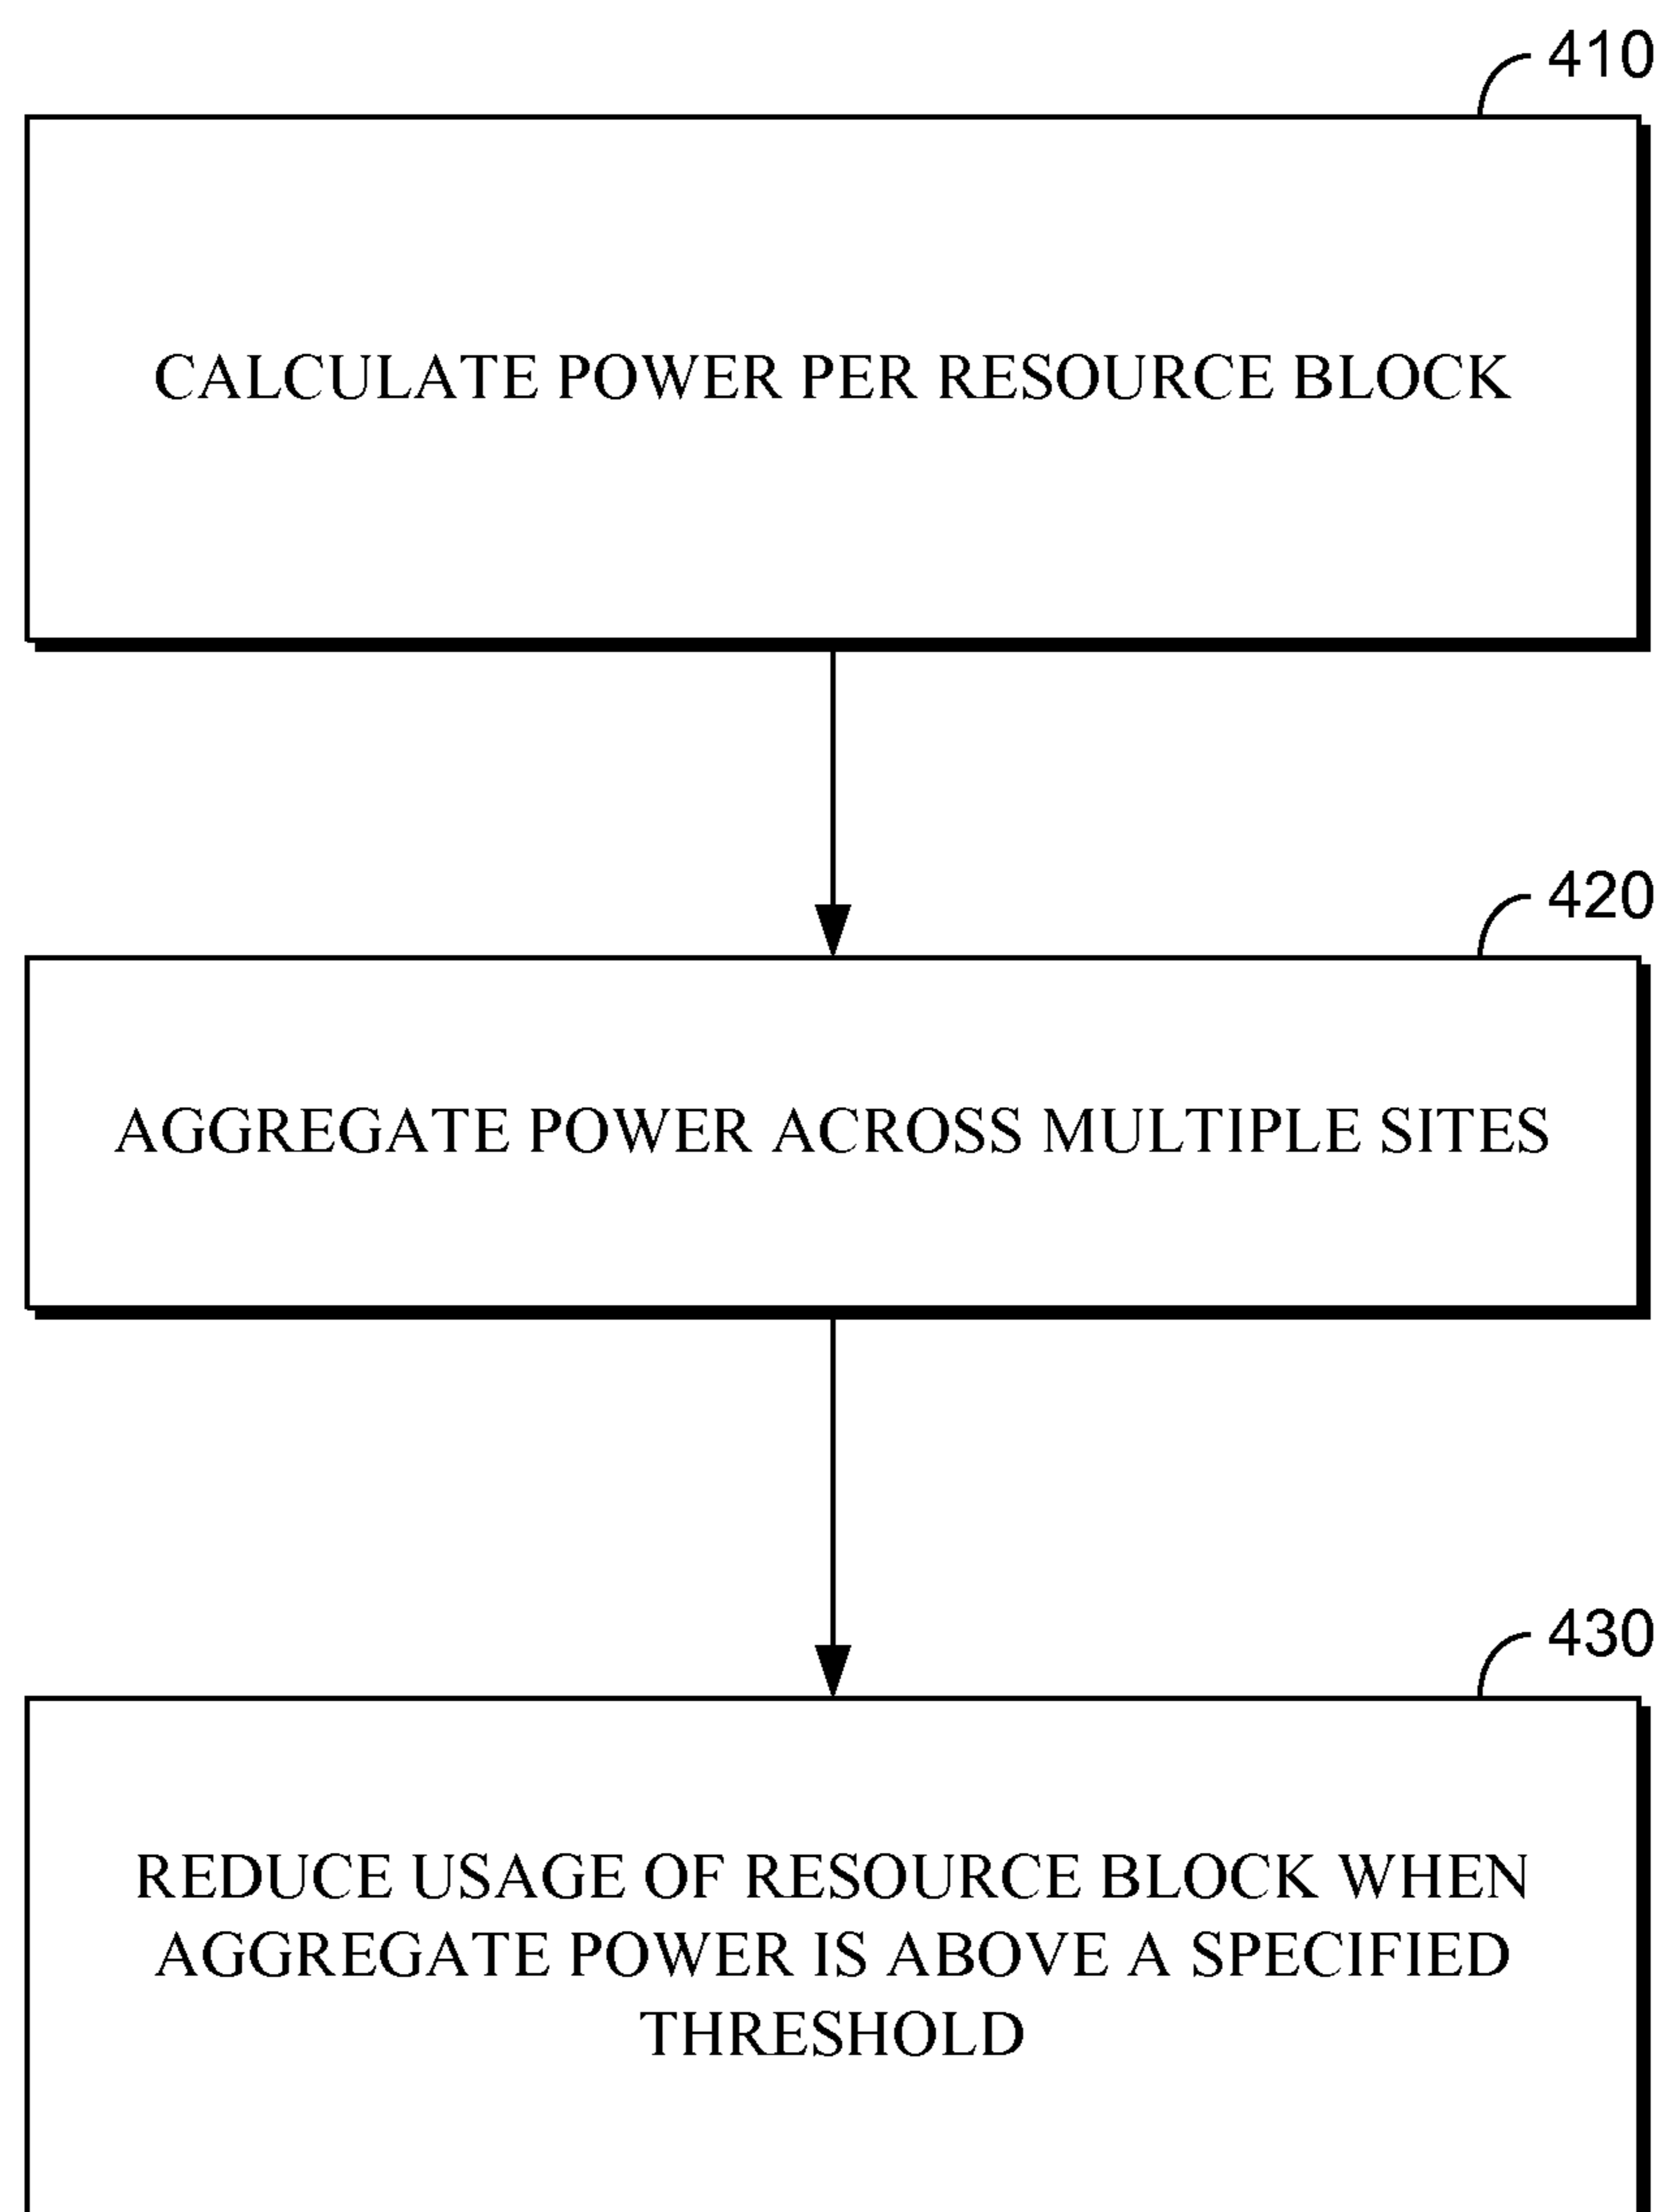 410
CALCULATE POWER PER RESOURCE BLOCK
420
AGGREGATE POWER ACROSS MULTIPLE SITES
430
REDUCE USAGE OF RESOURCE BLOCK WHEN
AGGREGATE POWER IS ABOVE A SPECIFIED
THRESHOLD